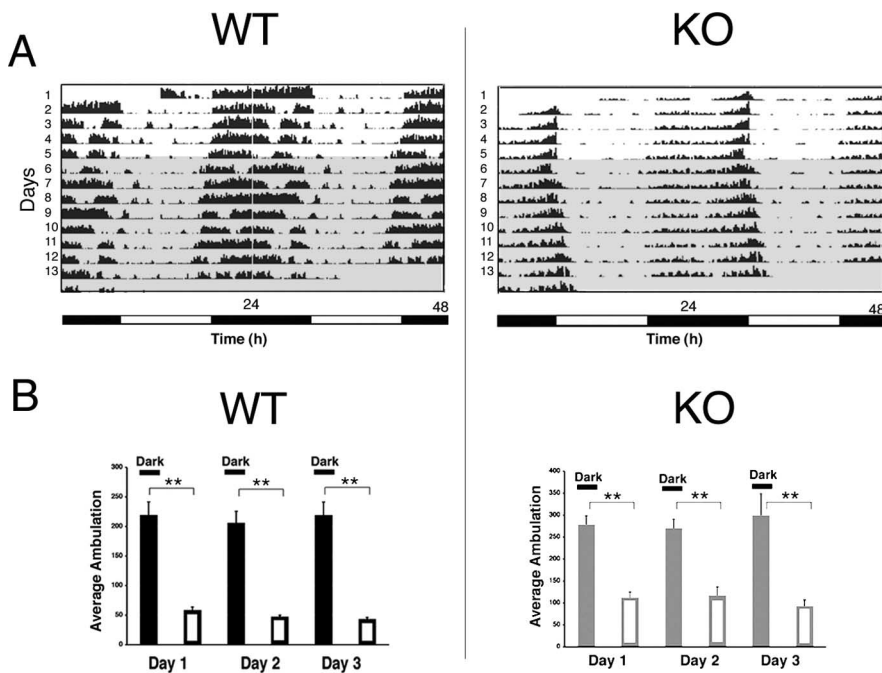 WT
KO
A
Days
1
2
3
4
5
6
7
8
9
10
11
12
13
24
48
Time (h)
1
2
3
4
5
6
7
8
9
10
11
12
13
24
48
Time (h)
B
WT
KO
Average Ambulation
300
250
200
150
100
50
0
Dark
**
Dark
**
Dark
**
Day 1
Day 2
Day 3
Average Ambulation
400
350
300
250
200
150
100
50
0
Dark
**
Dark
**
Dark
**
Day 1
Day 2
Day 3